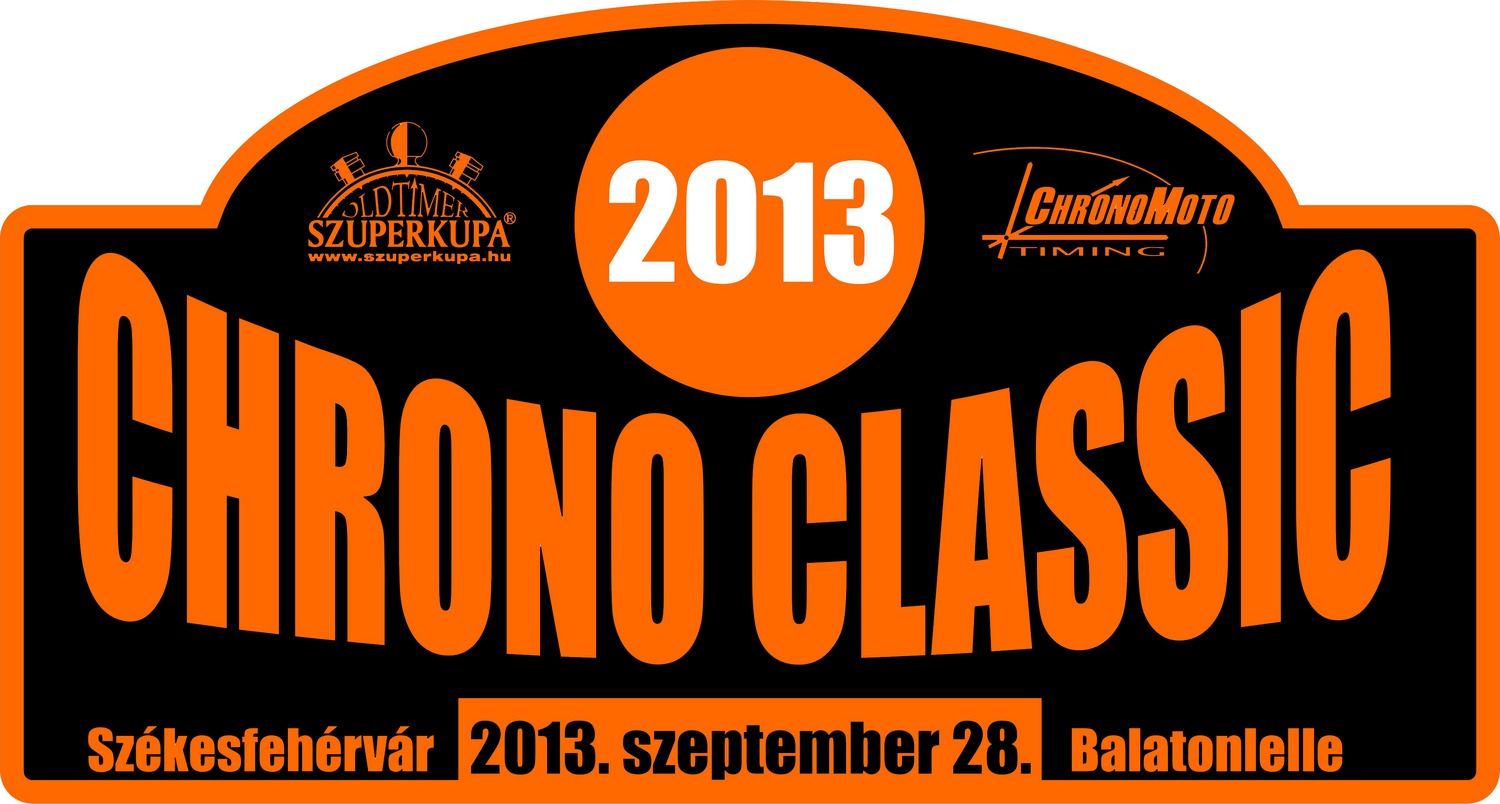 2013
OLDTIMER
SZUPERKUPA®
www.szuperkupa.hu
CHRONOMOTO
TIMING
CHRONO CLASSIC
Székesfehérvár
2013. szeptember 28.
Balatonlelle